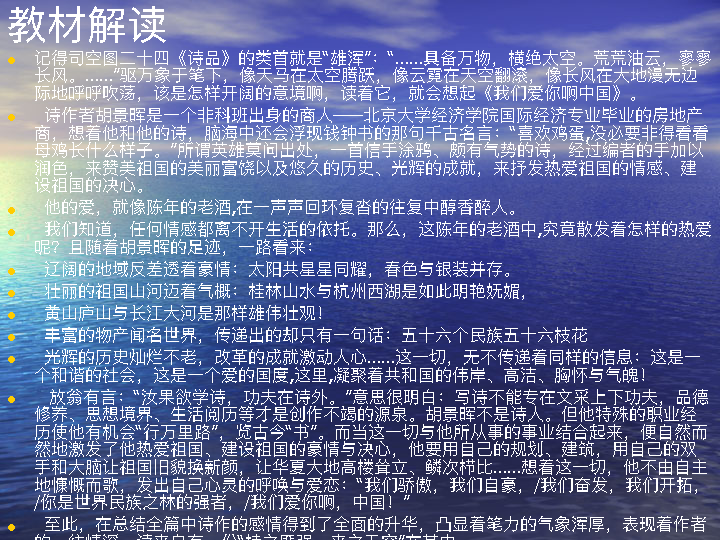 教材解读
记得司空图二十四《诗品》的类首就是“雄浑”：“……具备万物，横绝太空。荒荒油云，寥寥
长风。……”驱万象于笔下，像天马在太空腾跃，像云霓在天空翻滚，像长风在大地漫无边
际地呼呼吹荡，该是怎样开阔的意境啊，读着它，就会想起《我们爱你啊中国》。
诗作者胡景晖是一个非科班出身的商人——北京大学经济学院国际经济专业毕业的房地产
商，想着他和他的诗，脑海中还会浮现钱钟书的那句千古名言：“喜欢鸡蛋,没必要非得看看
母鸡长什么样子。”所谓英雄莫问出处，一首信手涂鸦、颇有气势的诗，经过编者的手加以
润色，来赞美祖国的美丽富饶以及悠久的历史、光辉的成就，来抒发热爱祖国的情感、建
设祖国的决心。
他的爱，就像陈年的老酒,在一声声回环复沓的往复中醇香醉人。
我们知道，任何情感都离不开生活的依托。那么，这陈年的老酒中,究竟散发着怎样的热爱
呢？且随着胡景晖的足迹，一路看来：
辽阔的地域反差透着豪情：太阳共星星同耀，春色与银装并存。
壮丽的祖国山河迈着气概：桂林山水与杭州西湖是如此明艳妩媚，
黄山庐山与长江大河是那样雄伟壮观！
丰富的物产闻名世界，传递出的却只有一句话：五十六个民族五十六枝花
光辉的历史灿烂不老，改革的成就激动人心……这一切，无不传递着同样的信息：这是一
个和谐的社会，这是一个爱的国度,这里,凝聚着共和国的伟岸、高洁、胸怀与气魄！
放翁有言：“汝果欲学诗，功夫在诗外。”意思很明白：写诗不能专在文采上下功夫，品德
修养、思想境界、生活阅历等才是创作不竭的源泉。胡景晖不是诗人。但他特殊的职业经
历使他有机会“行万里路”，览古今“书”。而当这一切与他所从事的事业结合起来，便自然而
然地激发了他热爱祖国、建设祖国的豪情与决心，他要用自己的规划、建筑，用自己的双
手和大脑让祖国旧貌换新颜，让华夏大地高楼耸立、鳞次栉比……想着这一切，他不由自主
地慷慨而歌，发出自己心灵的呼唤与爱恋：“我们骄傲，我们自豪，/我们奋发，我们开拓，
/你是世界民族之林的强者，/我们爱你啊，中国！”
至此，在总结全篇中诗作的感情得到了全面的升华，凸显着笔力的气象浑厚，表现着作者